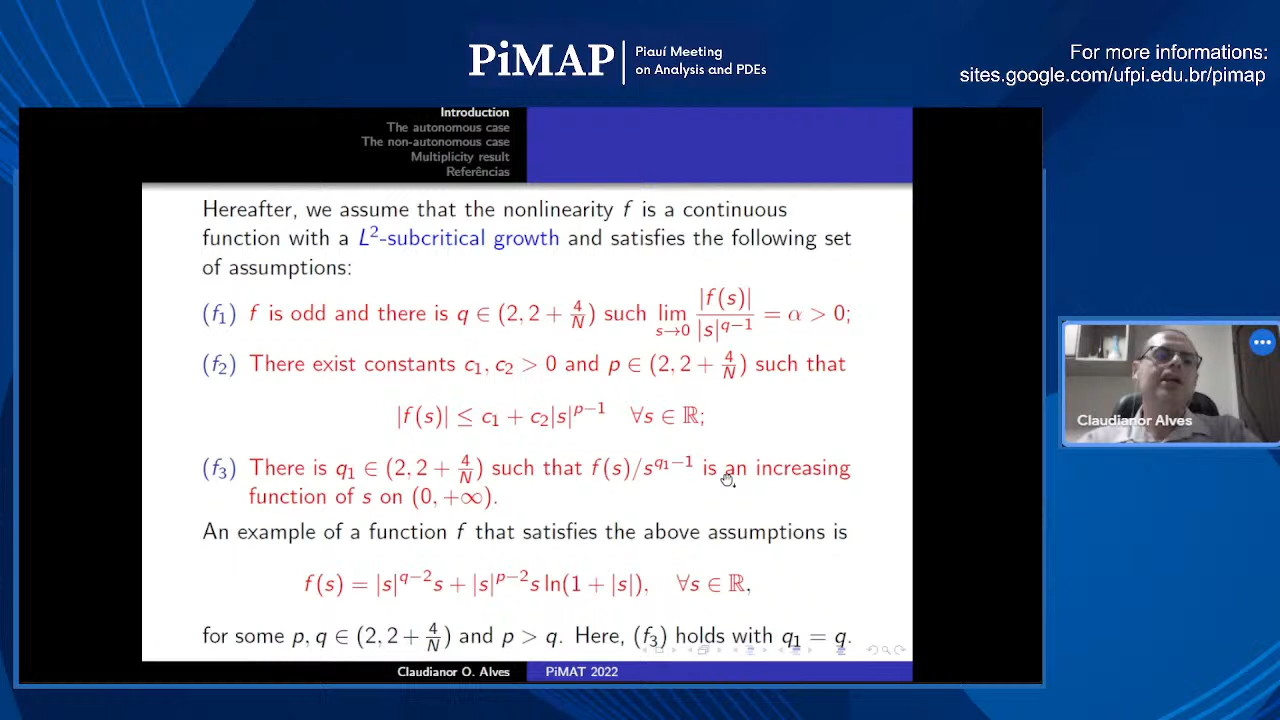 PiMAP
Piauí Meeting
on Analysis and PDEs
For more informations:
sites.google.com/ufpi.edu.br/pimap
Introduction
The autonomous case
The non-autonomous case
Multiplicity result
Referências
Hereafter, we assume that the nonlinearity f is a continuous
function with a L²-subcritical growth and satisfies the following set
of assumptions:
(f₁) f is odd and there is q ∈ (2, 2 + 4/N) such lim_{s→0} |f(s)|/|s|^{q−1} = α > 0;
(f₂) There exist constants c₁, c₂ > 0 and p ∈ (2, 2 + 4/N) such that
|f(s)| ≤ c₁ + c₂|s|^{p−1} ∀s ∈ ℝ;
(f₃) There is q₁ ∈ (2, 2 + 4/N) such that f(s)/s^{q₁−1} is an increasing
function of s on (0, +∞).
An example of a function f that satisfies the above assumptions is
f(s) = |s|^{q−2}s + |s|^{p−2}s ln(1 + |s|), ∀s ∈ ℝ,
for some p, q ∈ (2, 2 + 4/N) and p > q. Here, (f₃) holds with q₁ = q.
Claudianor O. Alves
PiMAT 2022
Claudianor Alves